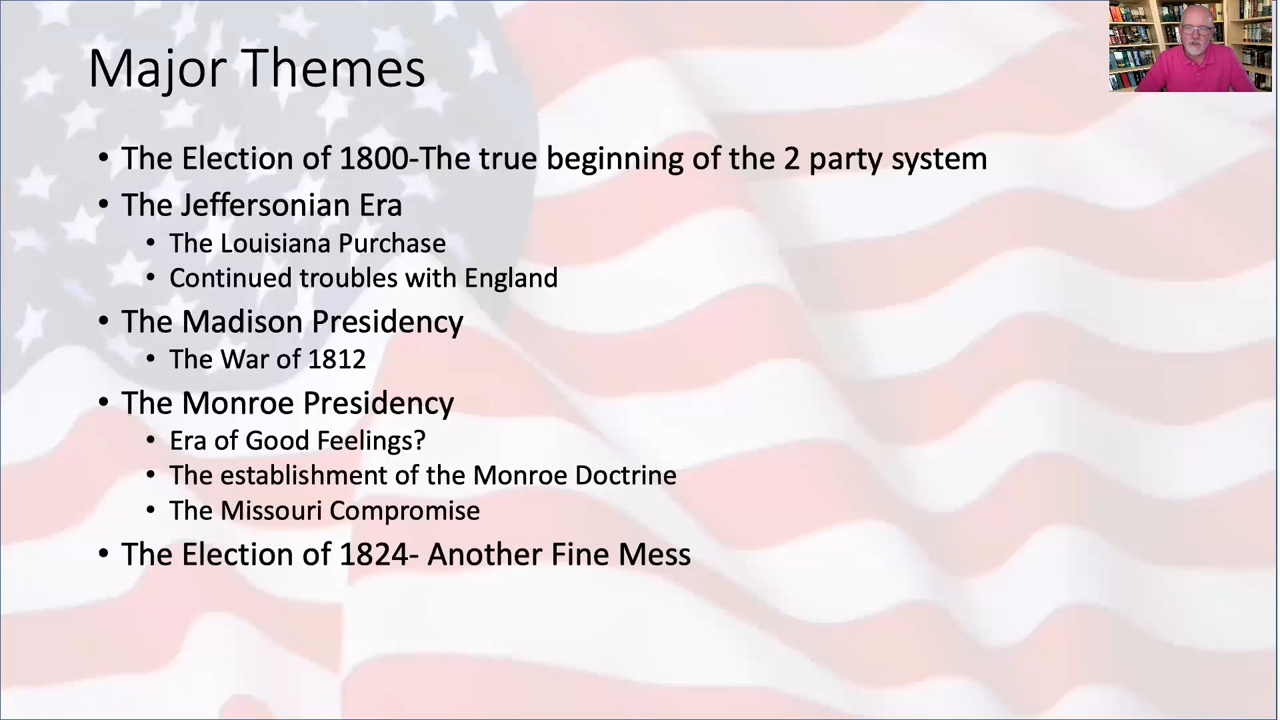 Major Themes
• The Election of 1800-The true beginning of the 2 party system
• The Jeffersonian Era
• The Louisiana Purchase
• Continued troubles with England
• The Madison Presidency
• The War of 1812
• The Monroe Presidency
• Era of Good Feelings?
• The establishment of the Monroe Doctrine
• The Missouri Compromise
• The Election of 1824- Another Fine Mess